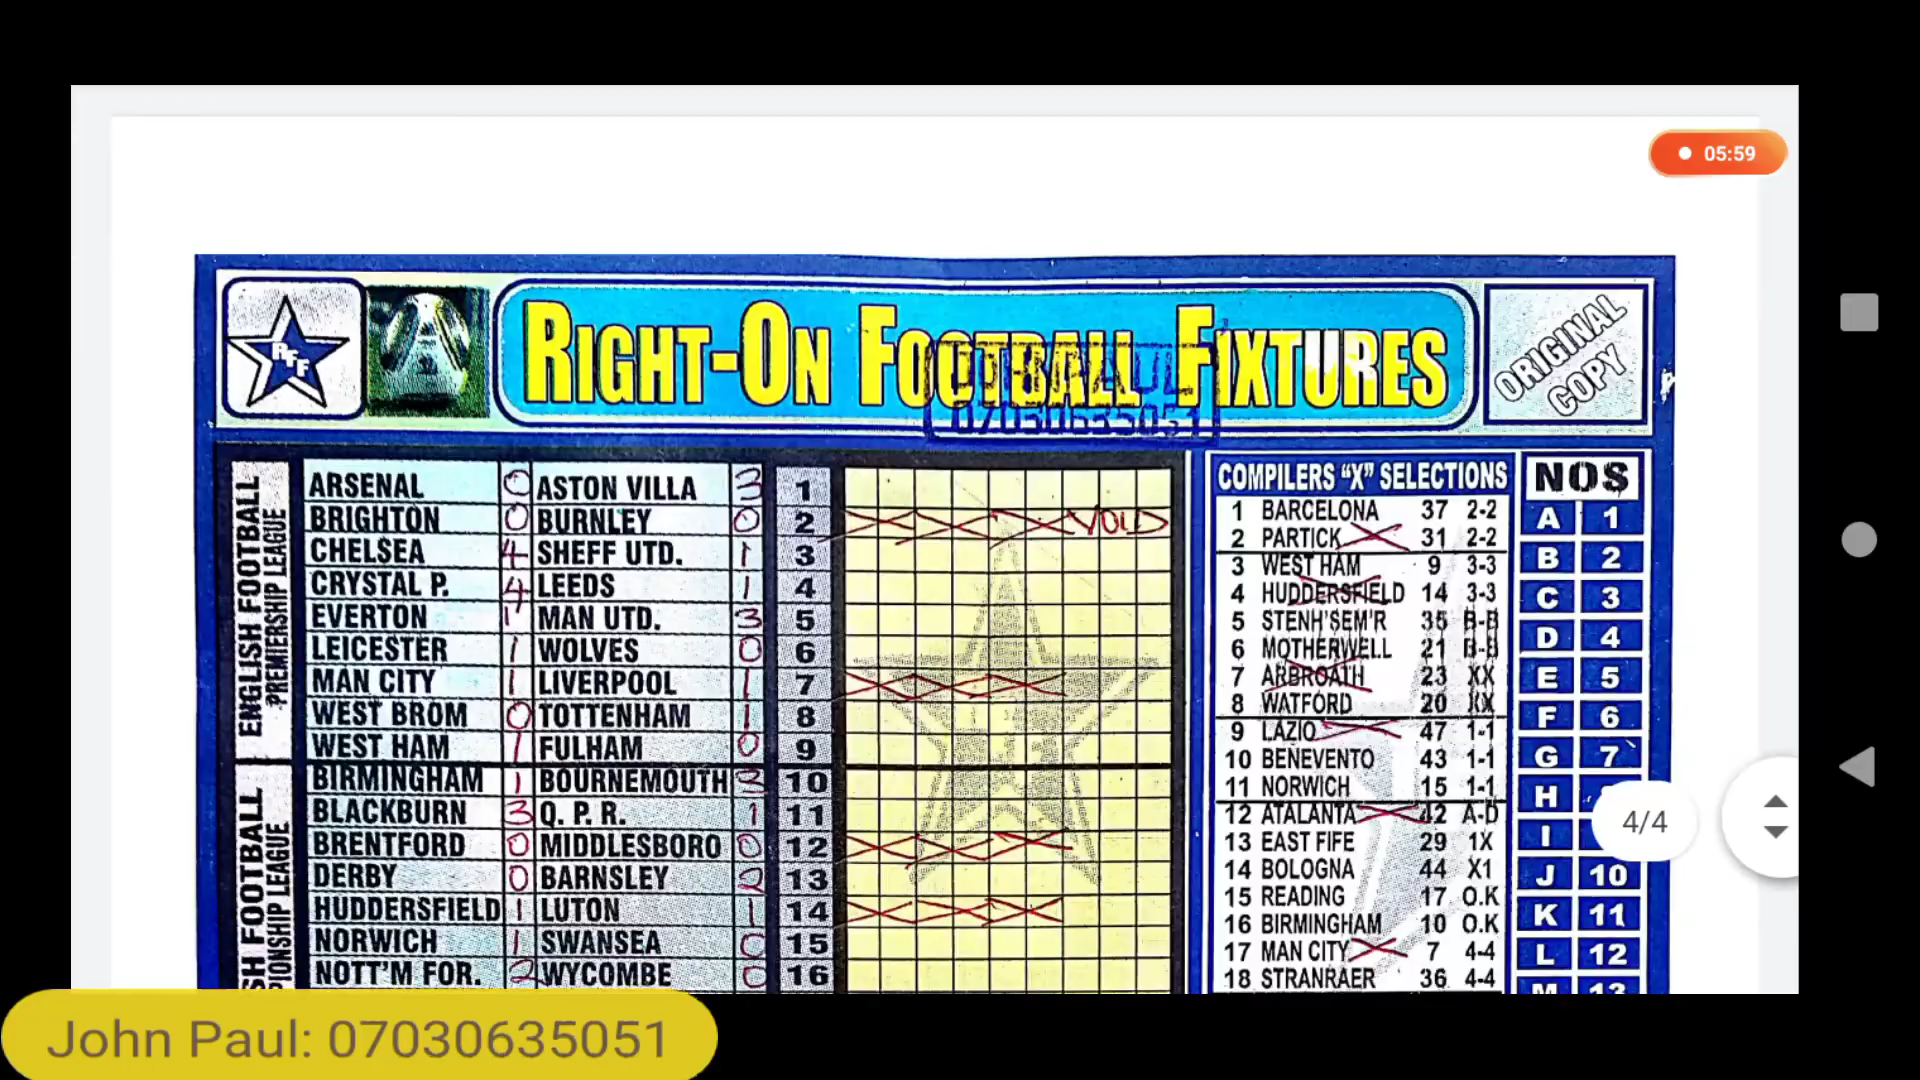 05:59
RFF
RIGHT-ON FOOTBALL FIXTURES
ORIGINAL COPY
07030635051
ENGLISH FOOTBALL
PREMIERSHIP LEAGUE
ARSENAL 0 ASTON VILLA 3 1
BRIGHTON 0 BURNLEY 0 2 VOID
CHELSEA 4 SHEFF UTD. 1 3
CRYSTAL P. 4 LEEDS 1 4
EVERTON 1 MAN UTD. 3 5
LEICESTER 1 WOLVES 0 6
MAN CITY 1 LIVERPOOL 1 7
WEST BROM 0 TOTTENHAM 1 8
WEST HAM 1 FULHAM 0 9
BIRMINGHAM 1 BOURNEMOUTH 3 10
BLACKBURN 3 Q. P. R. 1 11
BRENTFORD 0 MIDDLESBORO 0 12
DERBY 0 BARNSLEY 2 13
HUDDERSFIELD 1 LUTON 1 14
NORWICH 1 SWANSEA 0 15
NOTT'M FOR. 2 WYCOMBE 0 16
COMPILERS "X" SELECTIONS
1 BARCELONA 37 2-2
2 PARTICK 31 2-2
3 WEST HAM 9 3-3
4 HUDDERSFIELD 14 3-3
5 STENH'SEM'R 35 B-B
6 MOTHERWELL 21 B-B
7 ARBROATH 23 XX
8 WATFORD 20 XX
9 LAZIO 47 1-1
10 BENEVENTO 43 1-1
11 NORWICH 15 1-1
12 ATALANTA 42 A-D
13 EAST FIFE 29 1X
14 BOLOGNA 44 X1
15 READING 17 O.K
16 BIRMINGHAM 10 O.K
17 MAN CITY 7 4-4
18 STRANRAER 36 4-4
NOS
A 1
B 2
C 3
D 4
E 5
F 6
G 7
H
I
J 10
K 11
L 12
M 13
4/4
John Paul: 07030635051